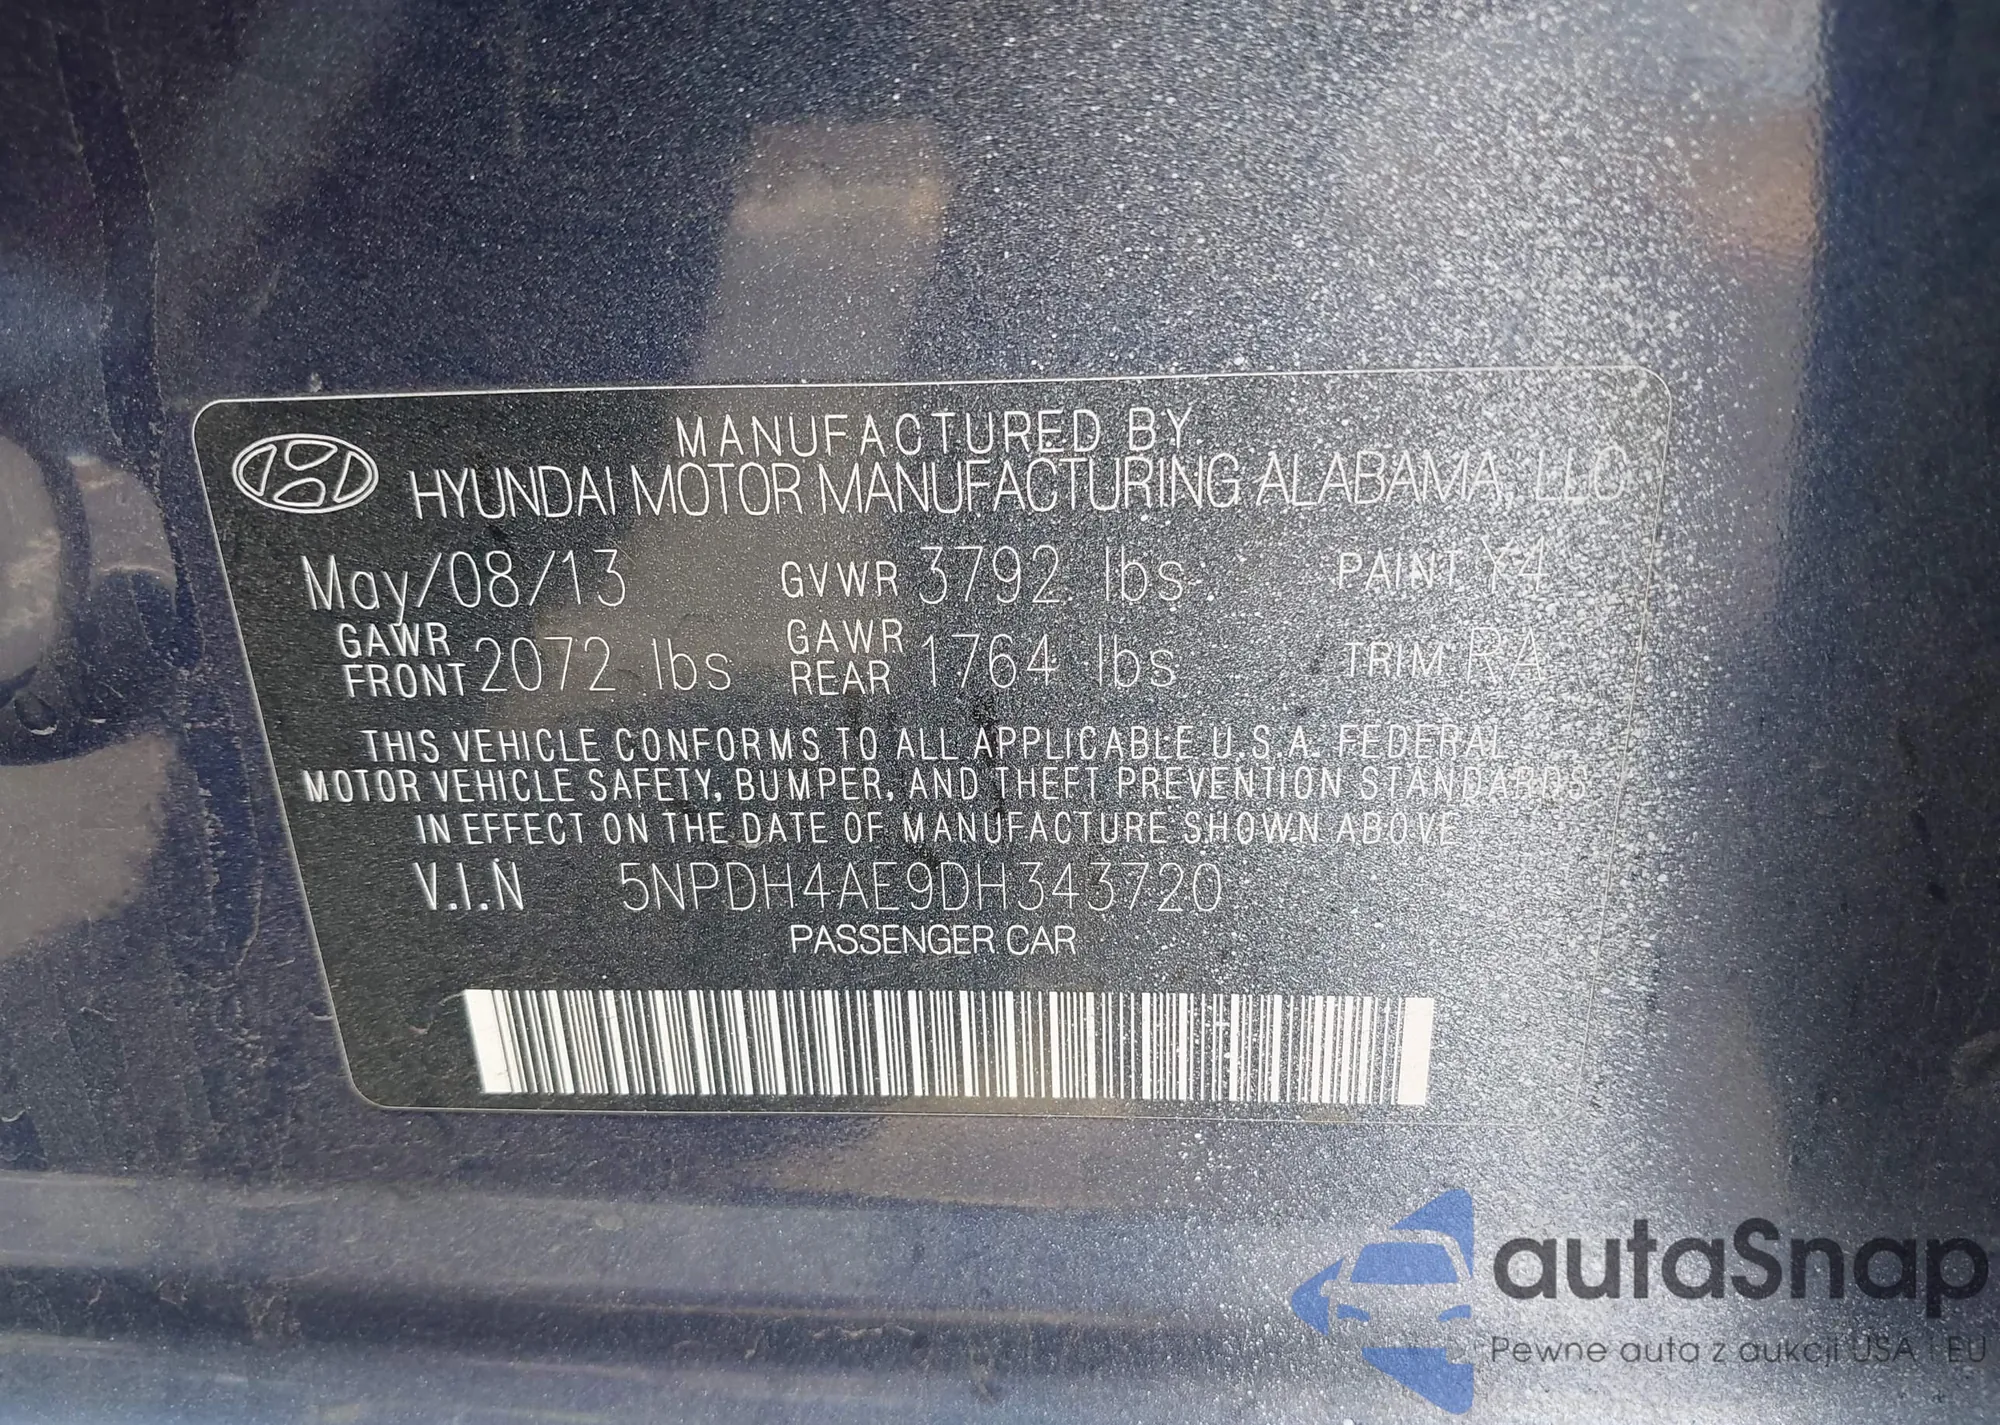 MANUFACTURED BY
HYUNDAI MOTOR MANUFACTURING ALABAMA, LLC
May/08/13 GVWR 3792 lbs PAINT Y4
GAWR FRONT 2072 lbs GAWR REAR 1764 lbs TRIM RA
THIS VEHICLE CONFORMS TO ALL APPLICABLE U.S.A. FEDERAL
MOTOR VEHICLE SAFETY, BUMPER, AND THEFT PREVENTION STANDARDS
IN EFFECT ON THE DATE OF MANUFACTURE SHOWN ABOVE
V.I.N 5NPDH4AE9DH343720
PASSENGER CAR
autaSnap
Pewne auta z aukcji USA i EU